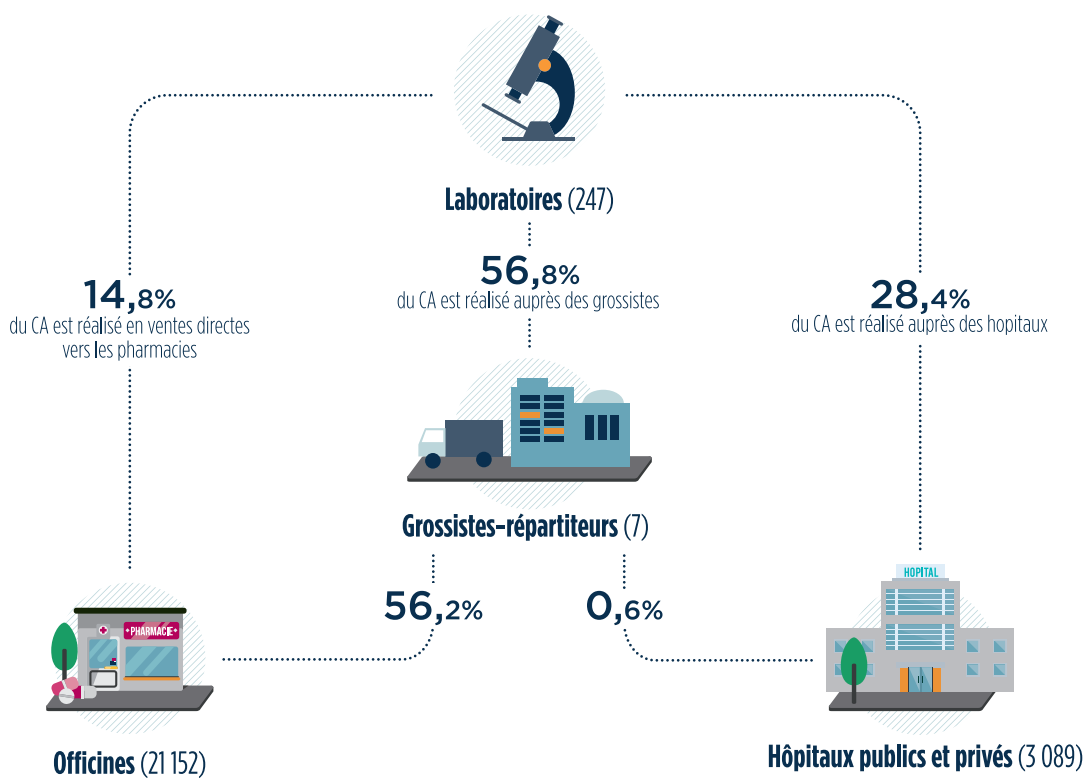 Laboratoires (247)
14,8%
du CA est réalisé en ventes directes
vers les pharmacies
56,8%
du CA est réalisé auprès des grossistes
28,4%
du CA est réalisé auprès des hopitaux
Grossistes-répartiteurs (7)
56,2%
0,6%
PHARMACIE
HOPITAL
Officines (21 152)
Hôpitaux publics et privés (3 089)